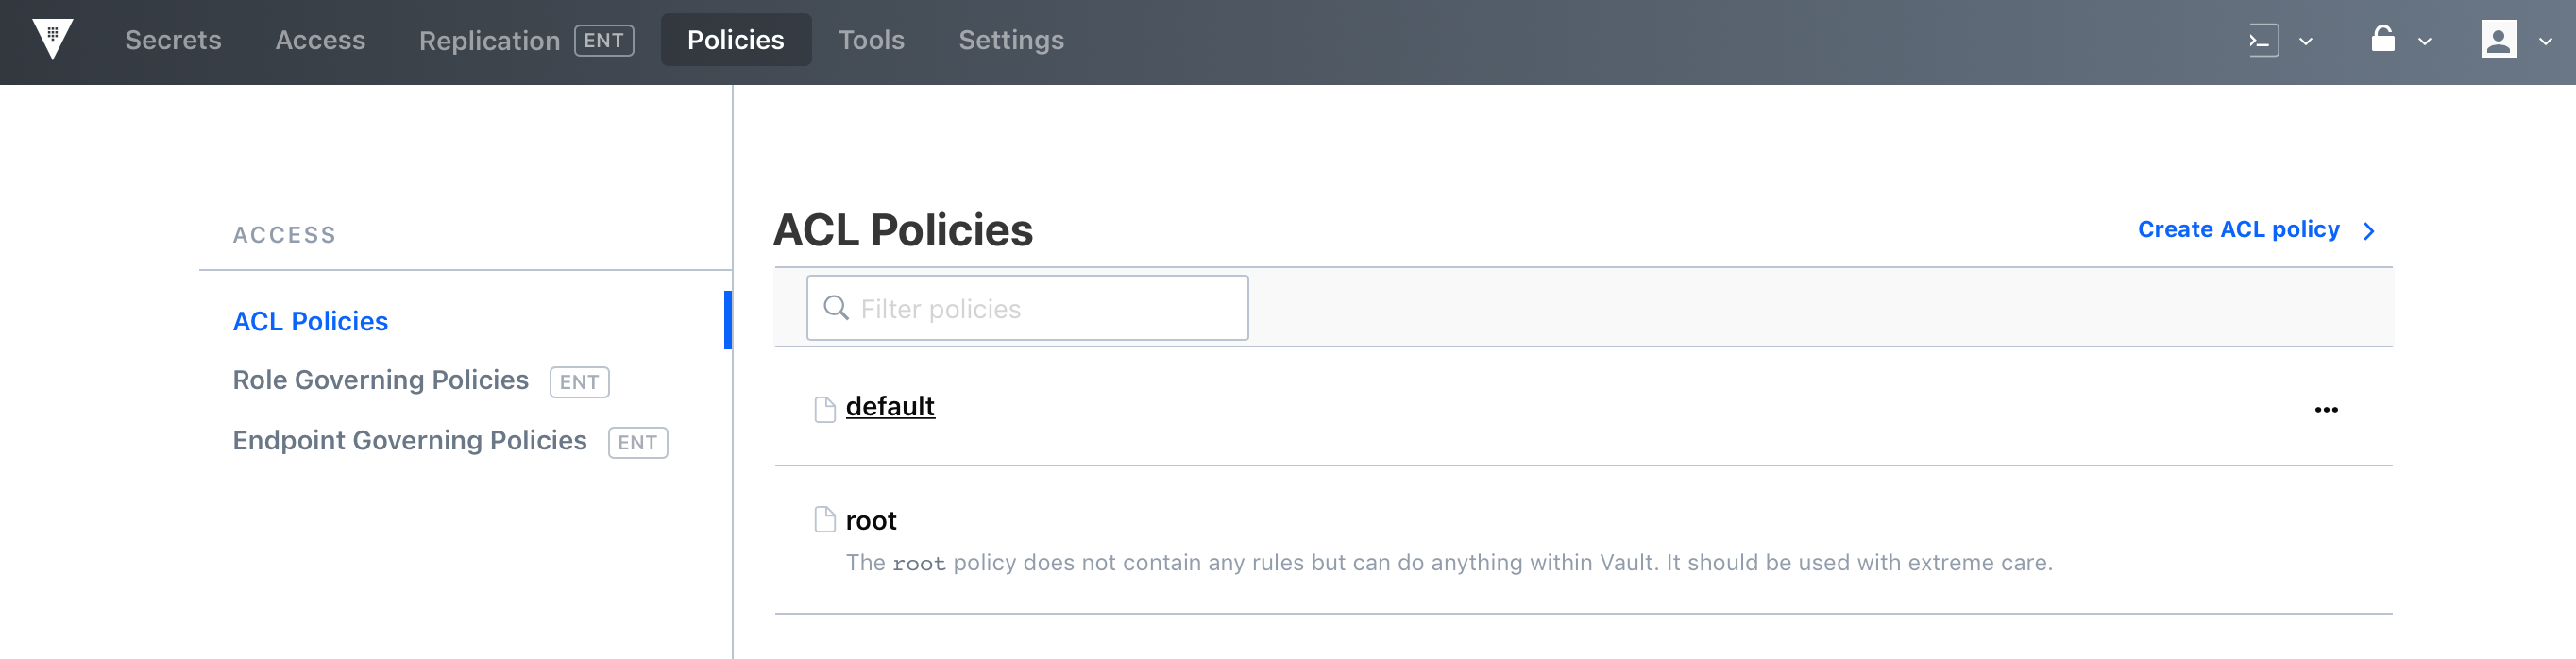 Secrets Access Replication ENT Policies Tools Settings
ACCESS
ACL Policies
Role Governing Policies ENT
Endpoint Governing Policies ENT
ACL Policies
Create ACL policy
Filter policies
default
root
The root policy does not contain any rules but can do anything within Vault. It should be used with extreme care.